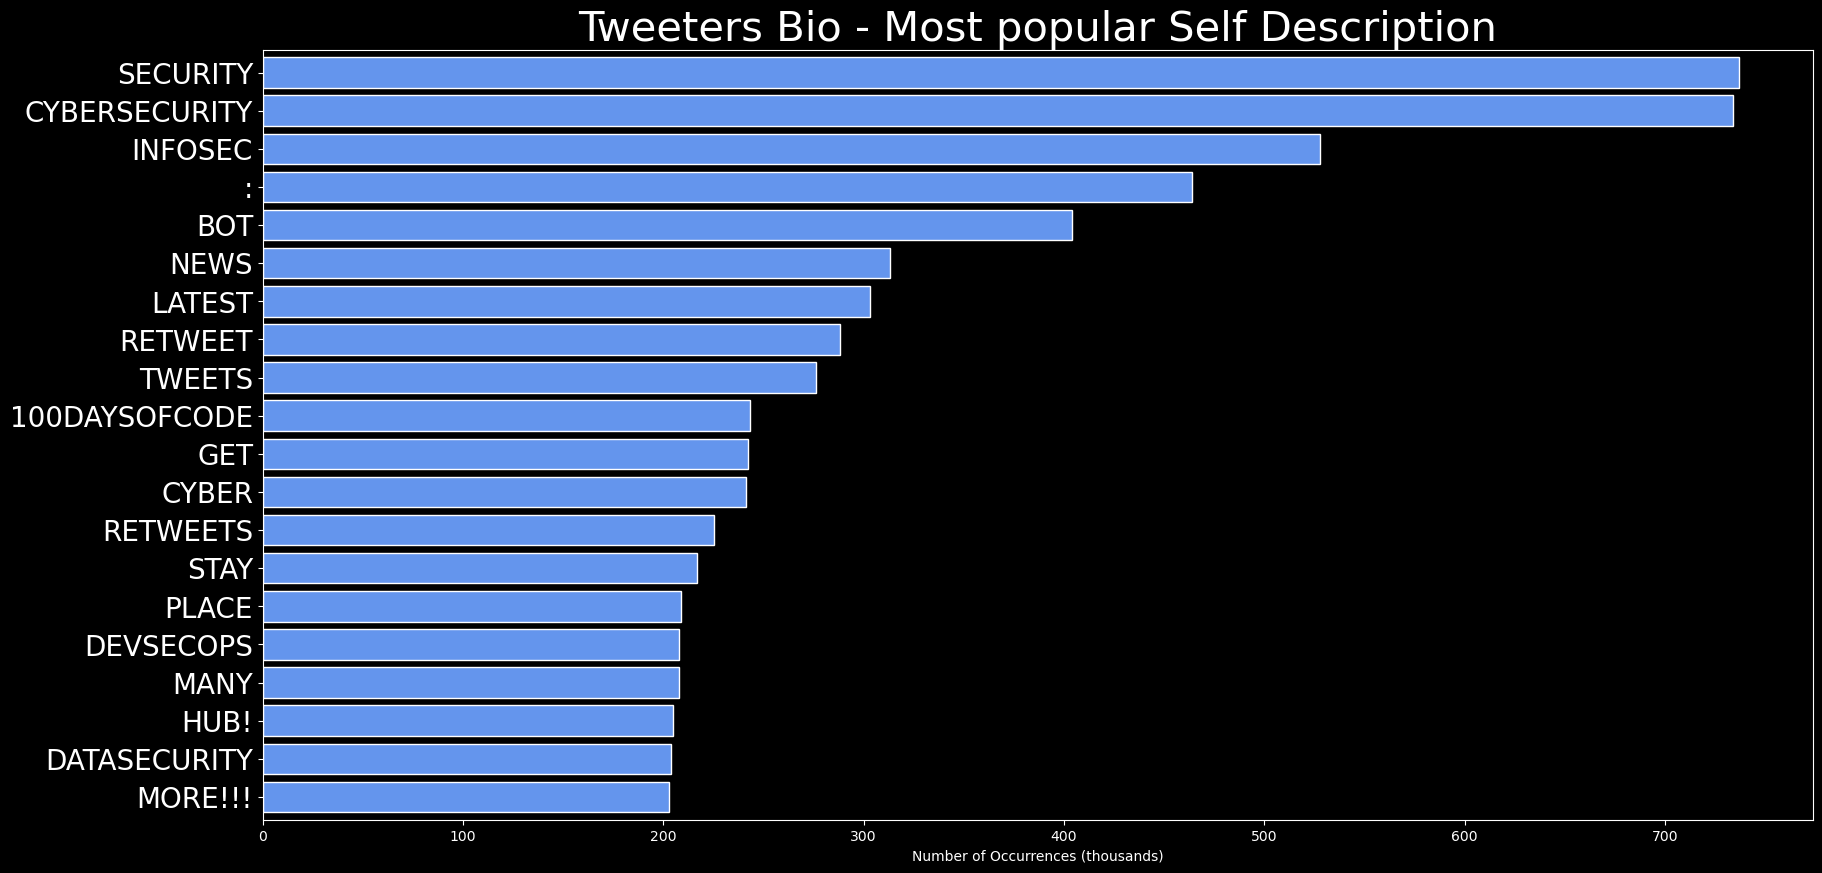 Tweeters Bio - Most popular Self Description
SECURITY
CYBERSECURITY
INFOSEC
:
BOT
NEWS
LATEST
RETWEET
TWEETS
100DAYSOFCODE
GET
CYBER
RETWEETS
STAY
PLACE
DEVSECOPS
MANY
HUB!
DATASECURITY
MORE!!!
0 100 200 300 400 500 600 700
Number of Occurrences (thousands)